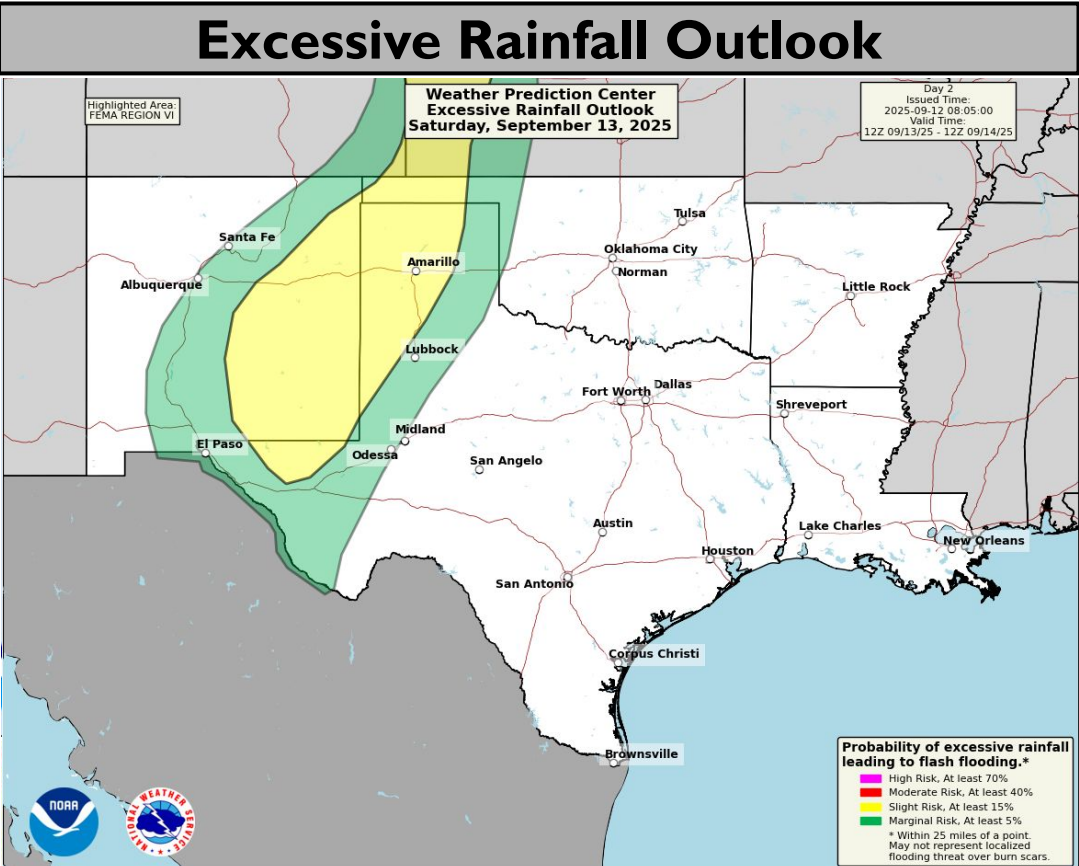 Excessive Rainfall Outlook
Highlighted Area:
FEMA REGION VI
Weather Prediction Center
Excessive Rainfall Outlook
Saturday, September 13, 2025
Day 2
Issued Time:
2025-09-12 08:05:00
Valid Time:
12Z 09/13/25 - 12Z 09/14/25
Tulsa
Santa Fe
Oklahoma City
Amarillo
Norman
Albuquerque
Little Rock
Lubbock
Dallas
Fort Worth
Shreveport
Midland
El Paso
Odessa
San Angelo
Austin
Lake Charles
New Orleans
Houston
San Antonio
Corpus Christi
Brownsville
Probability of excessive rainfall
leading to flash flooding.*
High Risk, At least 70%
Moderate Risk, At least 40%
Slight Risk, At least 15%
Marginal Risk, At least 5%
* Within 25 miles of a point.
May not represent localized
flooding threat over burn scars.
NOAA
NATIONAL WEATHER SERVICE